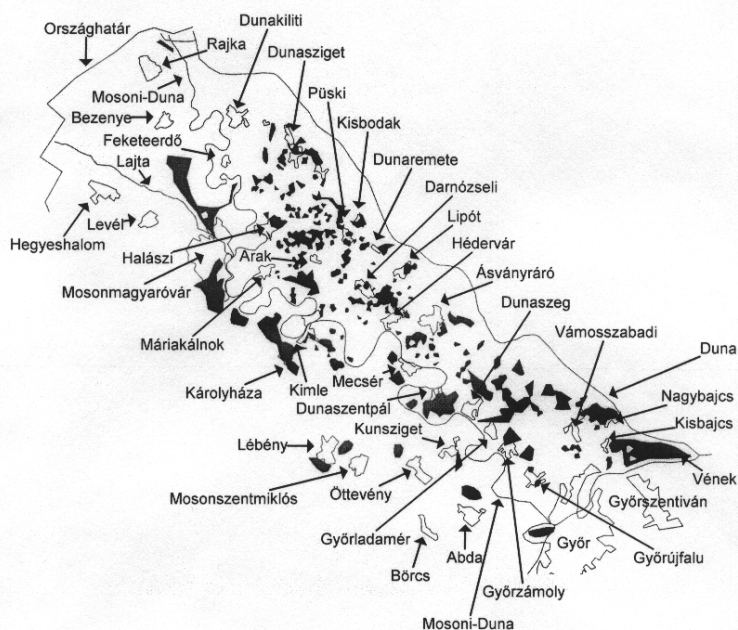 Országhatár
Dunakiliti
Rajka
Dunasziget
Mosoni-Duna
Püski
Bezenye
Kisbodak
Feketeerdő
Dunaremete
Lajta
Darnózseli
Levél
Lipót
Hegyeshalom
Hédervár
Halászi
Arak
Ásványráró
Mosonmagyaróvár
Dunaszeg
Vámosszabadi
Máriakálnok
Duna
Károlyháza
Kimle
Mecsér
Nagybajcs
Dunaszentpál
Kisbajcs
Kunsziget
Lébény
Vének
Mosonszentmiklós
Öttevény
Győrszentiván
Győrladamér
Győr
Győrújfalu
Börcs
Abda
Győrzámoly
Mosoni-Duna